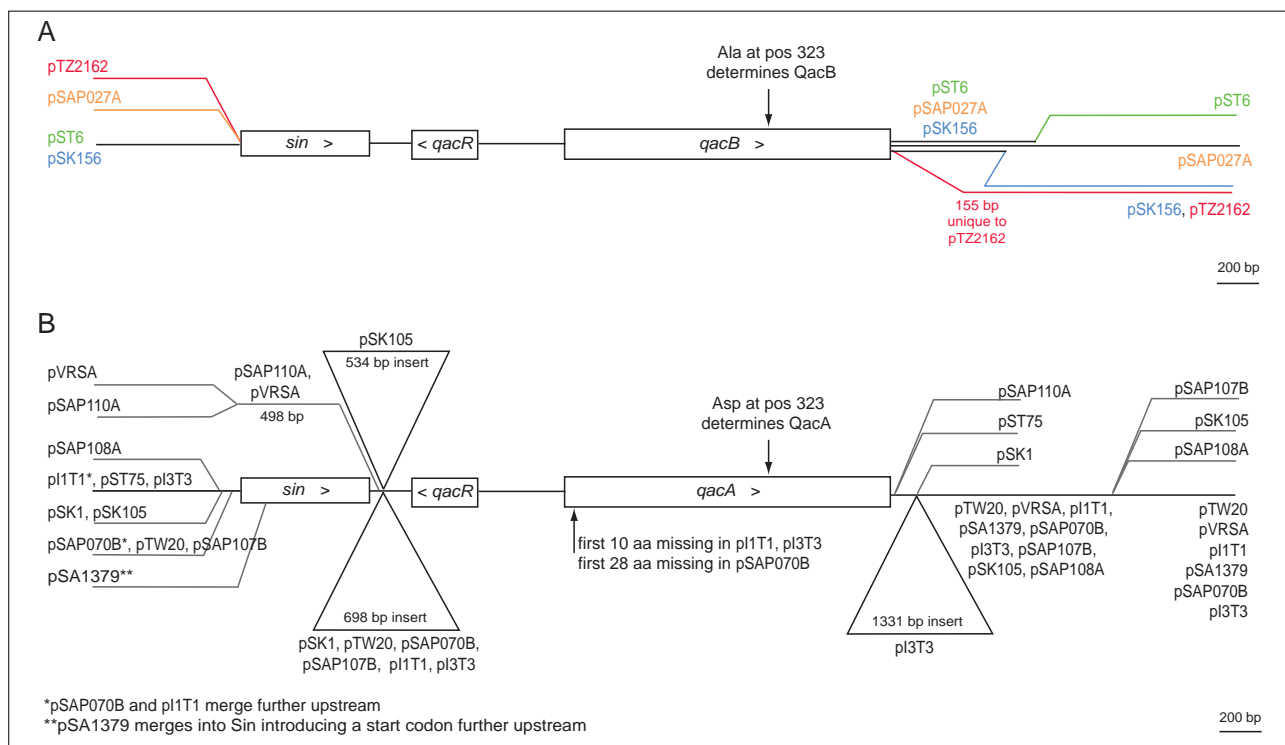 A
pTZ2162
pSAP027A
pST6
pSK156
sin >
< qacR
Ala at pos 323
determines QacB
qacB >
pST6
pSAP027A
pSK156
pST6
pSAP027A
155 bp
unique to
pTZ2162
pSK156, pTZ2162
200 bp
B
pVRSA
pSAP110A
pSAP110A,
pVRSA
498 bp
pSK105
534 bp insert
pSAP108A
pI1T1*, pST75, pI3T3
pSK1, pSK105
pSAP070B*, pTW20, pSAP107B
pSA1379**
sin >
< qacR
698 bp insert
pSK1, pTW20, pSAP070B,
pSAP107B, pI1T1, pI3T3
Asp at pos 323
determines QacA
qacA >
first 10 aa missing in pI1T1, pI3T3
first 28 aa missing in pSAP070B
pSAP110A
pST75
pSK1
1331 bp insert
pI3T3
pTW20, pVRSA, pI1T1,
pSA1379, pSAP070B,
pI3T3, pSAP107B,
pSK105, pSAP108A
pSAP107B
pSK105
pSAP108A
pTW20
pVRSA
pI1T1
pSA1379
pSAP070B
pI3T3
*pSAP070B and pI1T1 merge further upstream
**pSA1379 merges into Sin introducing a start codon further upstream
200 bp